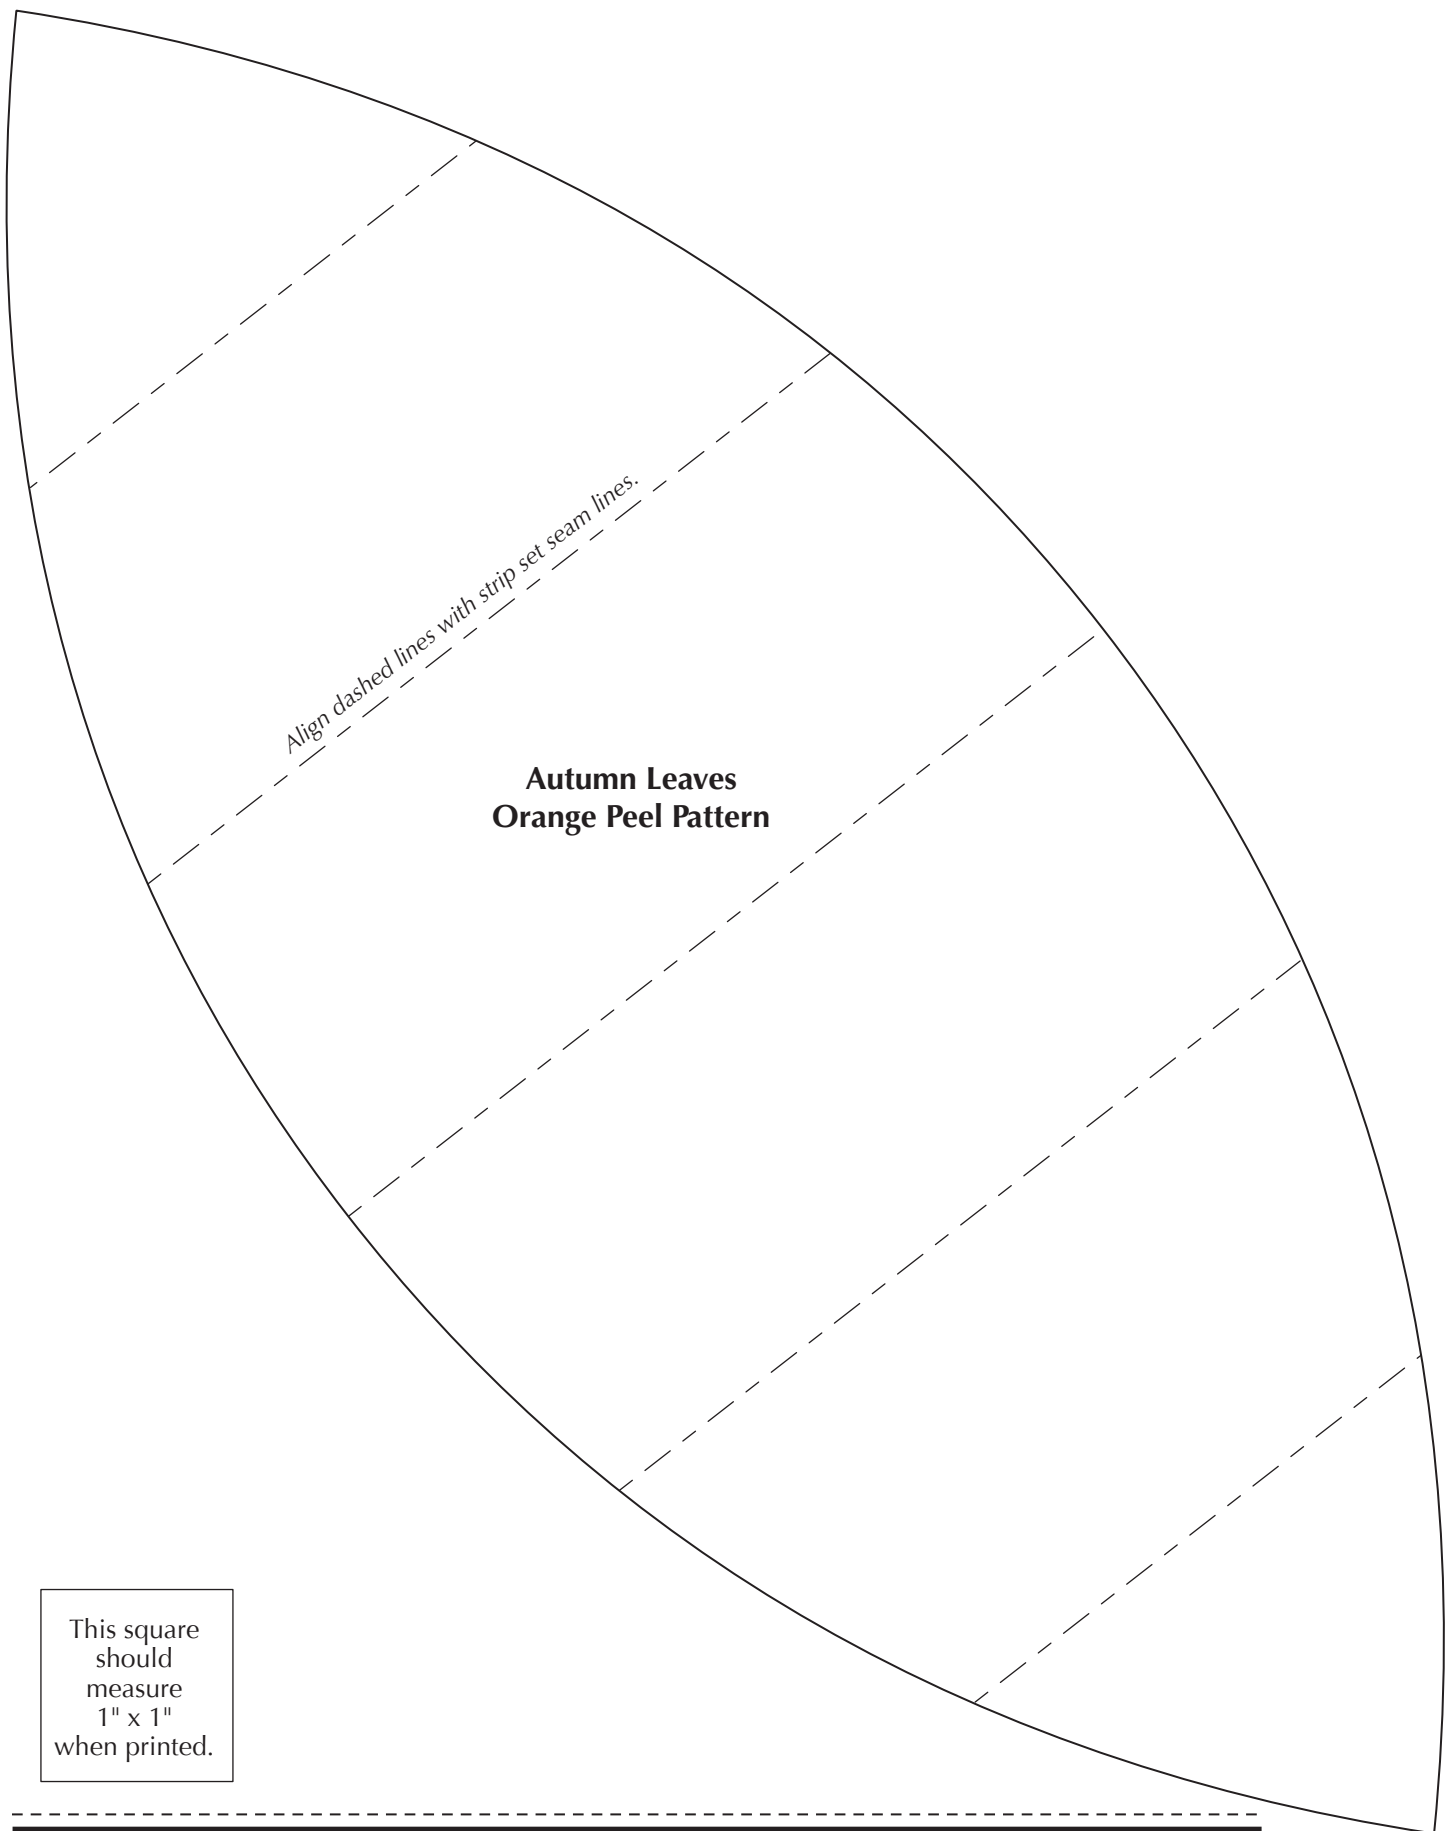 Align dashed lines with strip set seam lines.
Autumn Leaves
Orange Peel Pattern
This square
should
measure
1" x 1"
when printed.